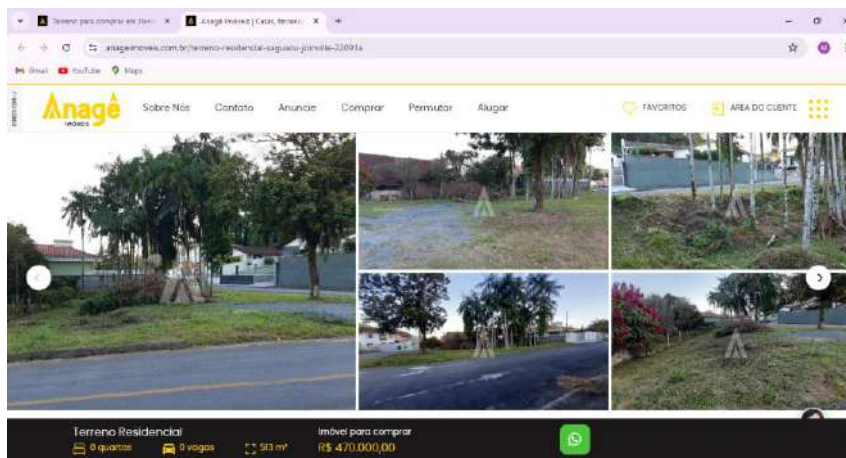 Terreno para comprar em Join
Anagê Imóveis | Casas, terrenos
anageimoveis.com.br/terreno-residencial-saguacu-joinville-22091a
Gmail YouTube Maps
Anagê
IMÓVEIS
Sobre Nós Contato Anuncie Comprar Permutar Alugar
FAVORITOS ÁREA DO CLIENTE
Terreno Residencial Imóvel para comprar
0 quartos 0 vagas 513 m² R$ 470.000,00